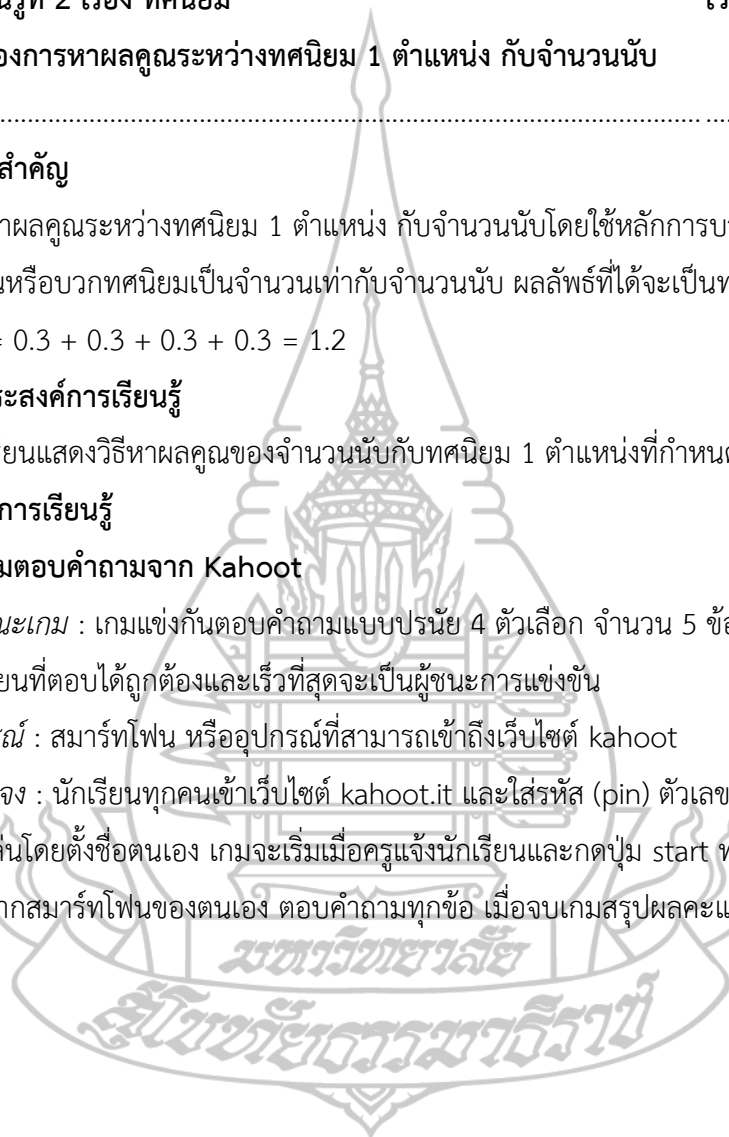 นรู้ที่ 2 เรื่อง ทศนิยม
องการหาผลคูณระหว่างทศนิยม 1 ตำแหน่ง กับจำนวนนับ
สำคัญ
าผลคูณระหว่างทศนิยม 1 ตำแหน่ง กับจำนวนนับโดยใช้หลักการบ
นหรือบวกทศนิยมเป็นจำนวนเท่ากับจำนวนนับ ผลลัพธ์ที่ได้จะเป็นท
= 0.3 + 0.3 + 0.3 + 0.3 = 1.2
ระสงค์การเรียนรู้
รียนแสดงวิธีหาผลคูณของจำนวนนับกับทศนิยม 1 ตำแหน่งที่กำหนด
การเรียนรู้
มตอบคำถามจาก Kahoot
นะเกม : เกมแข่งกันตอบคำถามแบบปรนัย 4 ตัวเลือก จำนวน 5 ข้อ
ยนที่ตอบได้ถูกต้องและเร็วที่สุดจะเป็นผู้ชนะการแข่งขัน
ณ์ : สมาร์ทโฟน หรืออุปกรณ์ที่สามารถเข้าถึงเว็บไซต์ kahoot
จง : นักเรียนทุกคนเข้าเว็บไซต์ kahoot.it และใส่รหัส (pin) ตัวเลข
ล่นโดยตั้งชื่อตนเอง เกมจะเริ่มเมื่อครูแจ้งนักเรียนและกดปุ่ม start
ากสมาร์ทโฟนของตนเอง ตอบคำถามทุกข้อ เมื่อจบเกมสรุปผลคะแ
มหาวิทยาลัย
สุโขทัยธรรมาธิราช